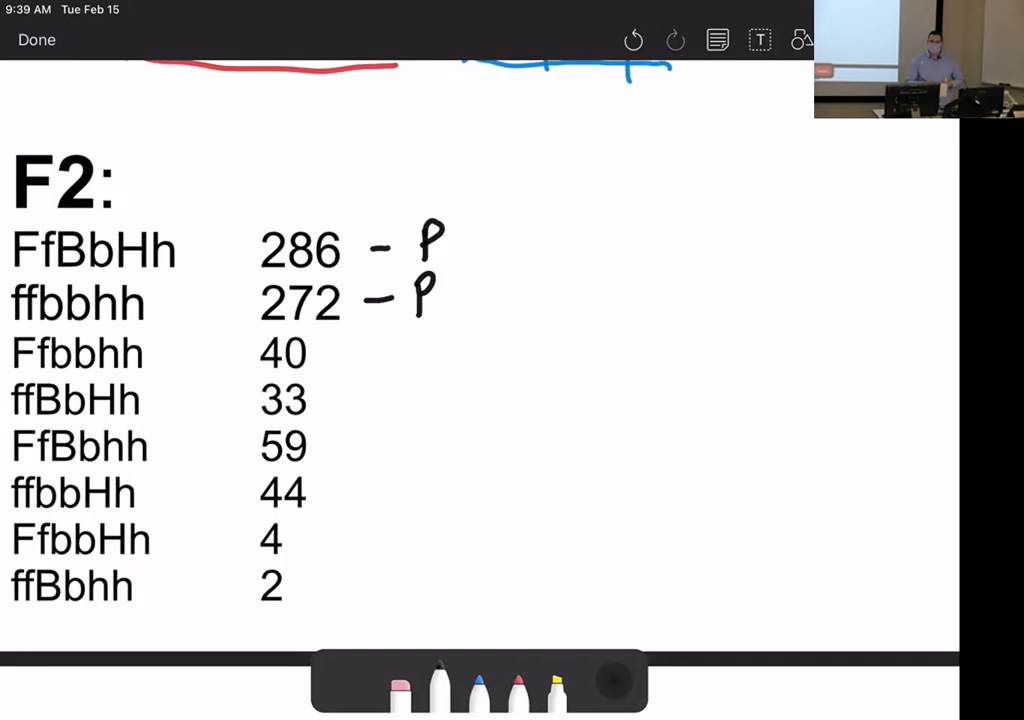 9:39 AM Tue Feb 15
Done
T
F2:
FfBbHh 286 - P
ffbbhh 272 - P
Ffbbhh 40
ffBbHh 33
FfBbhh 59
ffbbHh 44
FfbbHh 4
ffBbhh 2